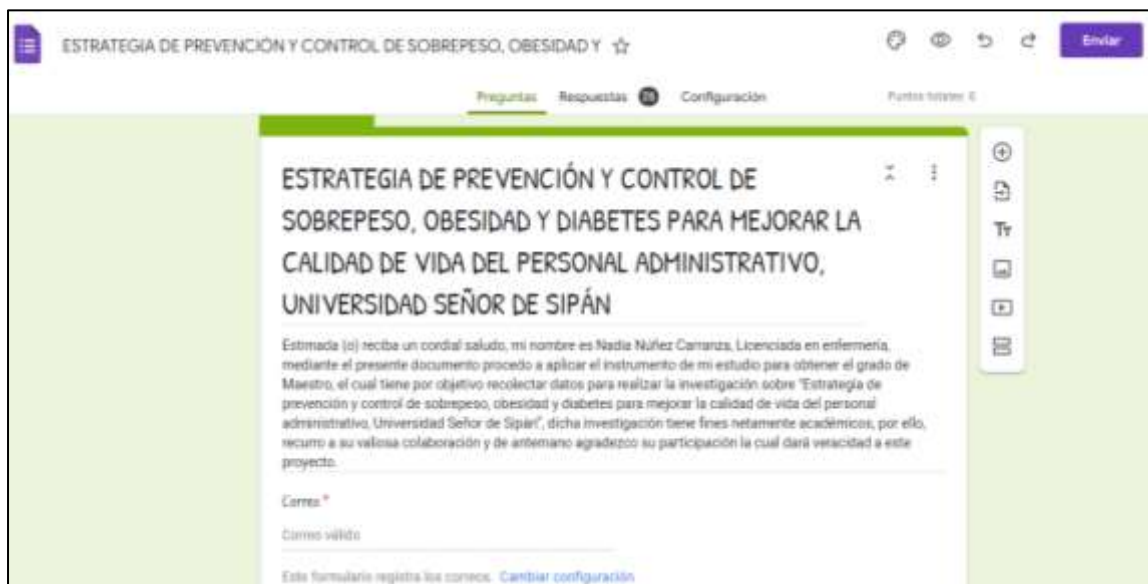 ESTRATEGIA DE PREVENCIÓN Y CONTROL DE SOBREPESO, OBESIDAD Y
Enviar
Preguntas Respuestas 78 Configuración Puntos totales: 0
ESTRATEGIA DE PREVENCIÓN Y CONTROL DE
SOBREPESO, OBESIDAD Y DIABETES PARA MEJORAR LA
CALIDAD DE VIDA DEL PERSONAL ADMINISTRATIVO,
UNIVERSIDAD SEÑOR DE SIPÁN
Estimada (o) reciba un cordial saludo, mi nombre es Nadia Nuñez Carranza, Licenciada en enfermería,
mediante el presente documento procedo a aplicar el instrumento de mi estudio para obtener el grado de
Maestro, el cual tiene por objetivo recolectar datos para realizar la investigación sobre "Estrategia de
prevención y control de sobrepeso, obesidad y diabetes para mejorar la calidad de vida del personal
administrativo, Universidad Señor de Sipán", dicha investigación tiene fines netamente académicos, por ello,
recurro a su valiosa colaboración y de antemano agradezco su participación la cual dará veracidad a este
proyecto.
Correo *
Correo válido
Este formulario registra los correos. Cambiar configuración